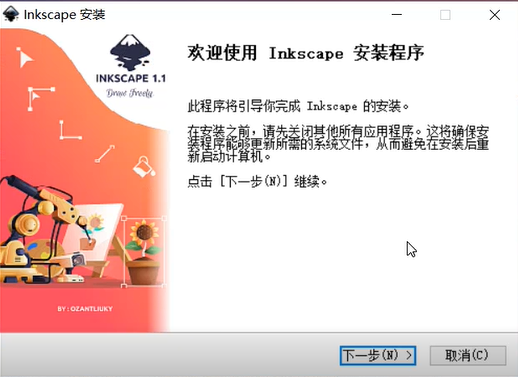 Inkscape 安装
INKSCAPE 1.1
Draw Freely.
BY : OZANTLIUKY
欢迎使用 Inkscape 安装程序
此程序将引导你完成 Inkscape 的安装。
在安装之前，请先关闭其他所有应用程序。这将确保安
装程序能够更新所需的系统文件，从而避免在安装后重
新启动计算机。
点击 [下一步(N)] 继续。
下一步(N) >
取消(C)